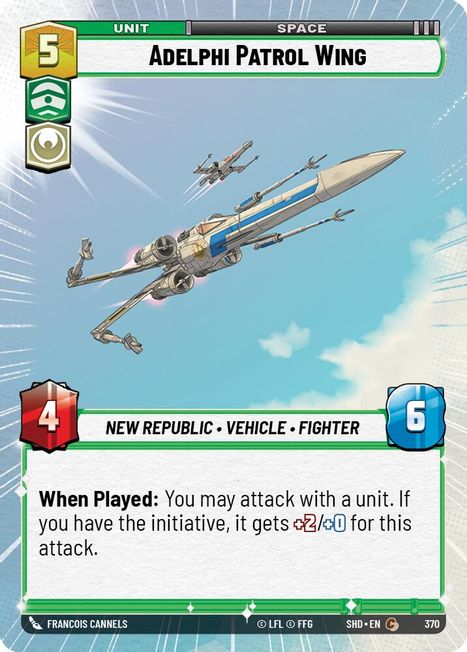 UNIT SPACE
5 ADELPHI PATROL WING
4 6
NEW REPUBLIC • VEHICLE • FIGHTER
When Played: You may attack with a unit. If
you have the initiative, it gets +2/+0 for this
attack.
FRANCOIS CANNELS © LFL © FFG SHD • EN C 370